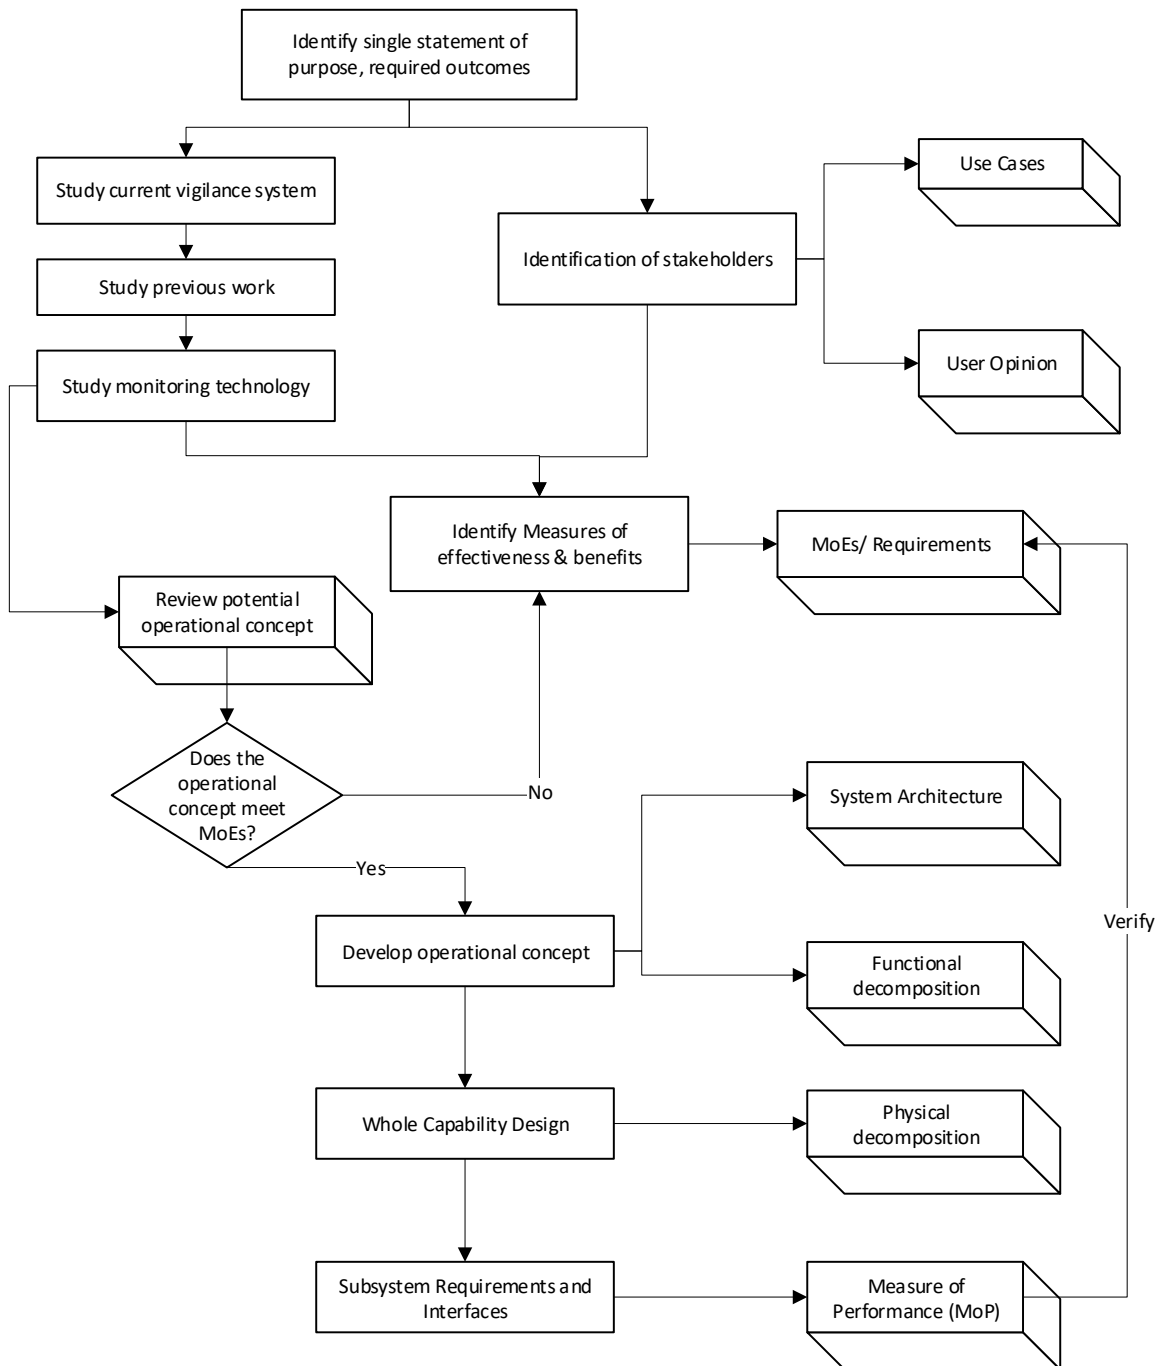 Identify single statement of
purpose, required outcomes
Study current vigilance system
Use Cases
Identification of stakeholders
Study previous work
User Opinion
Study monitoring technology
Identify Measures of
effectiveness & benefits
MoEs/ Requirements
Review potential
operational concept
Does the
operational
concept meet
MoEs?
No
System Architecture
Yes
Verify
Develop operational concept
Functional
decomposition
Whole Capability Design
Physical
decomposition
Subsystem Requirements and
Interfaces
Measure of
Performance (MoP)